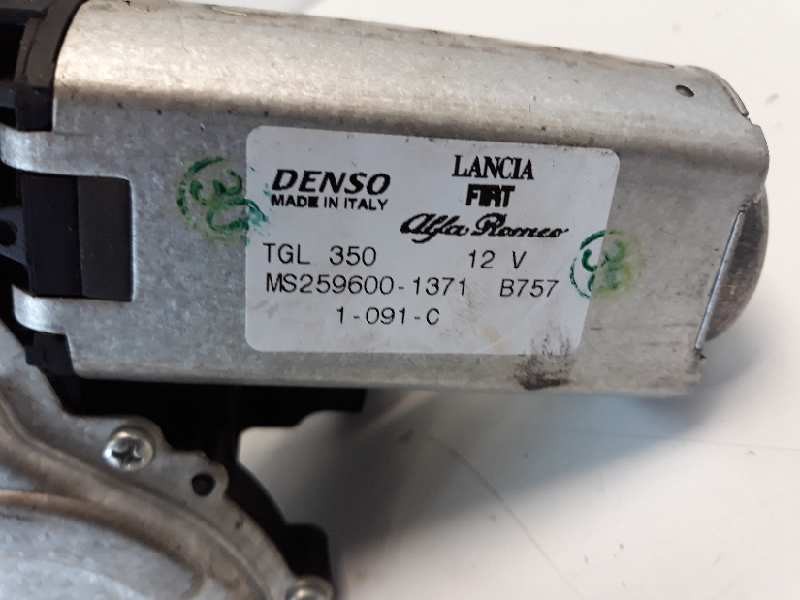 DENSO
MADE IN ITALY
LANCIA
FIAT
Alfa Romeo
TGL 350 12 V
MS259600-1371 B757
1-091-C